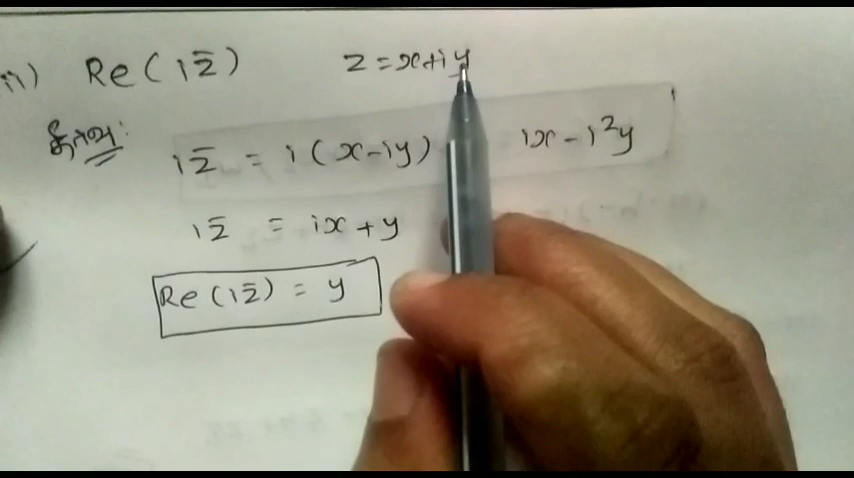 ii) Re(iz̄) z = x+iy
தீர்வு:
iz̄ = i(x-iy) ix - i²y
iz̄ = ix + y
Re(iz̄) = y